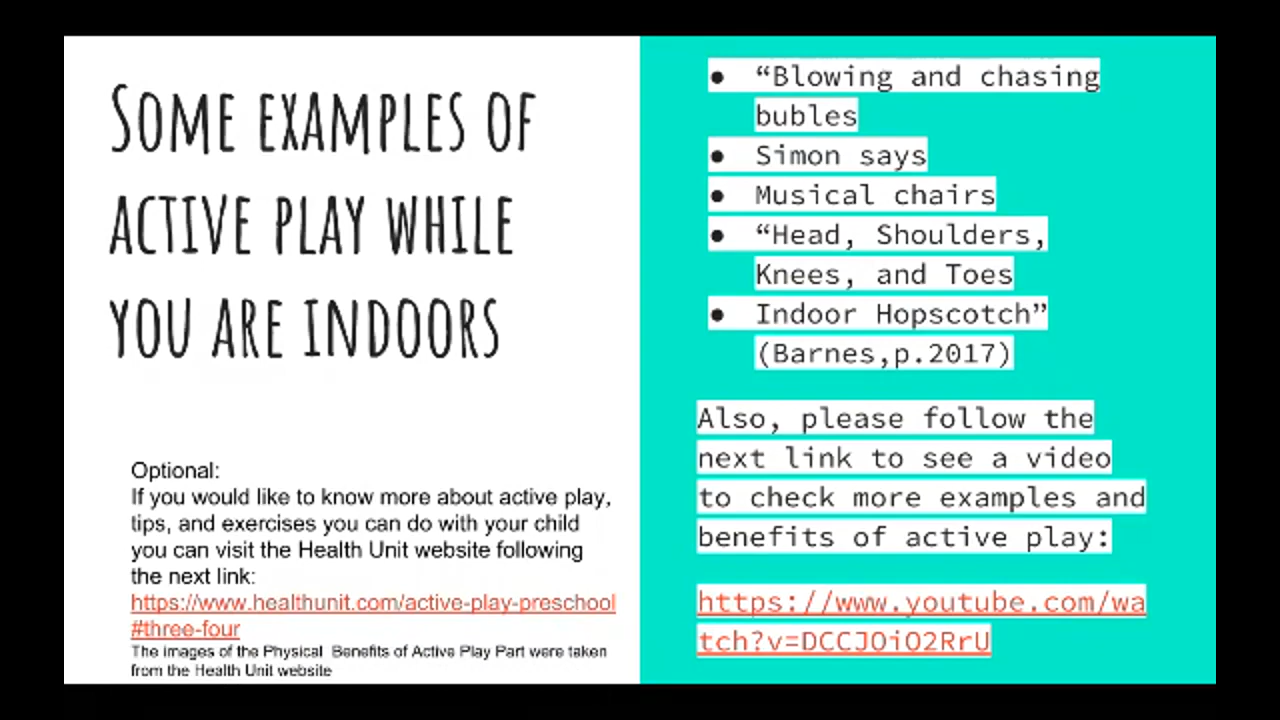 SOME EXAMPLES OF
ACTIVE PLAY WHILE
YOU ARE INDOORS
Optional:
If you would like to know more about active play,
tips, and exercises you can do with your child
you can visit the Health Unit website following
the next link:
https://www.healthunit.com/active-play-preschool
#three-four
The images of the Physical  Benefits of Active Play Part were taken
from the Health Unit website
● “Blowing and chasing
bubles
● Simon says
● Musical chairs
● “Head, Shoulders,
Knees, and Toes
● Indoor Hopscotch”
(Barnes,p.2017)
Also, please follow the
next link to see a video
to check more examples and
benefits of active play:
https://www.youtube.com/wa
tch?v=DCCJOiO2RrU